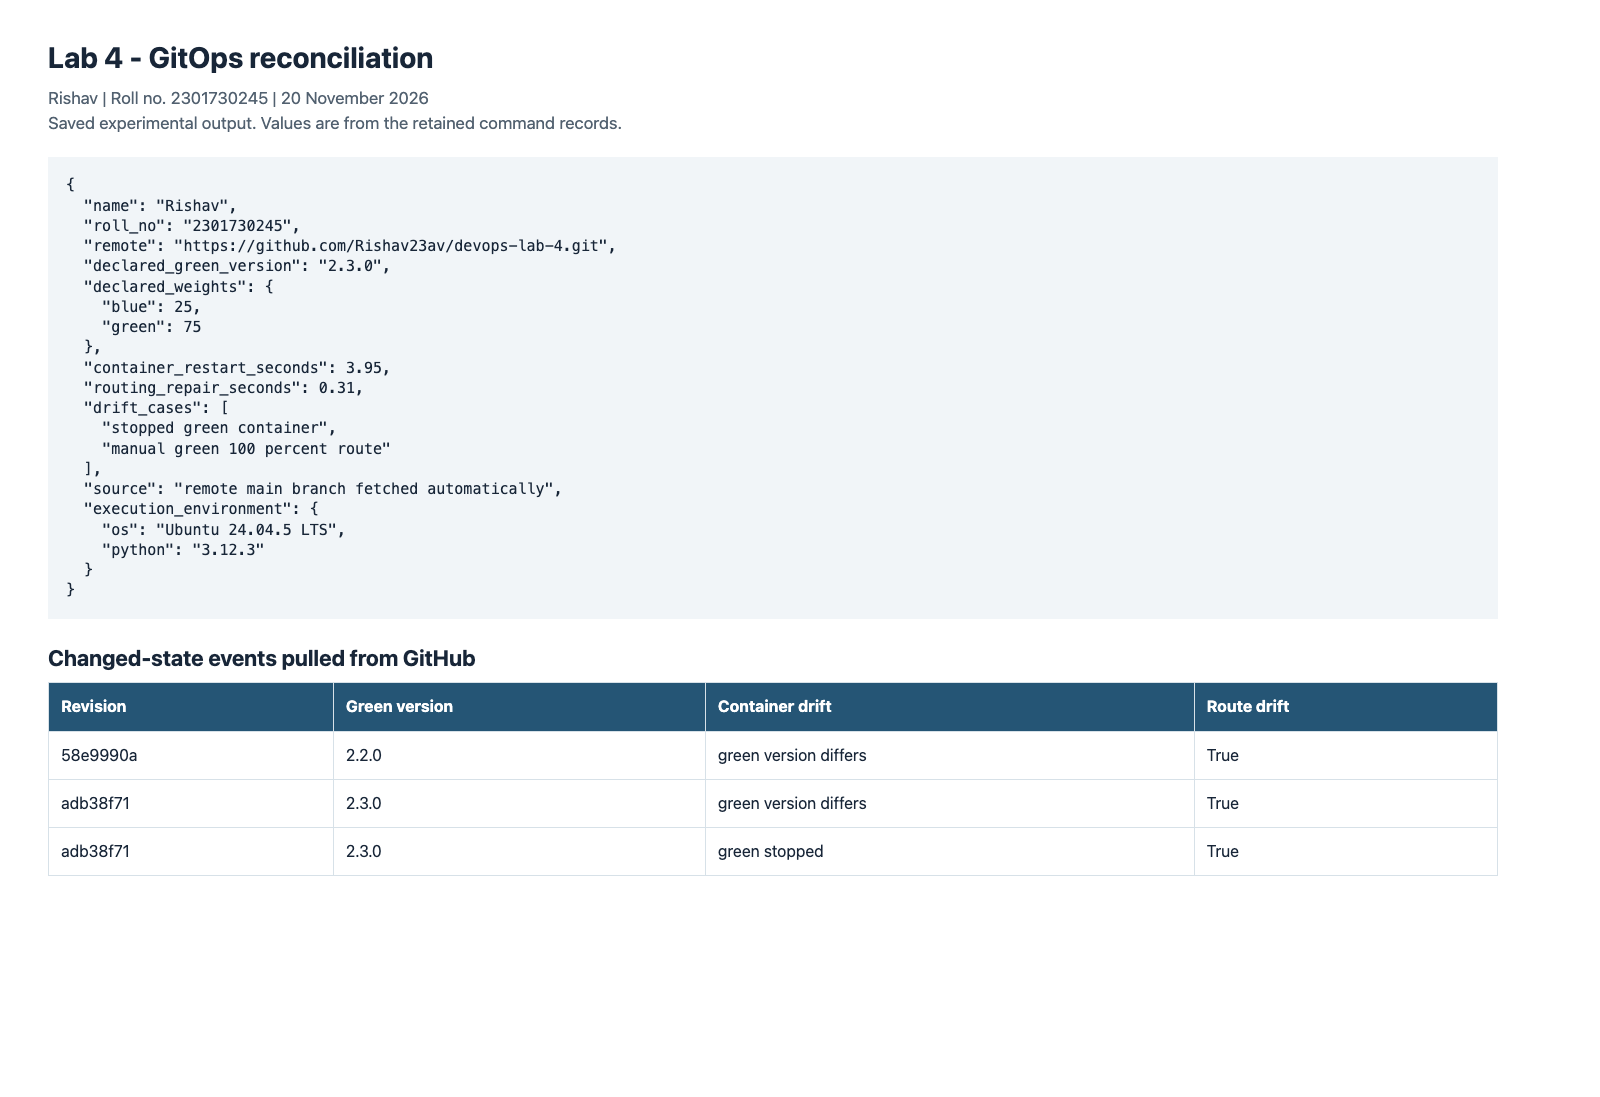 Lab 4 - GitOps reconciliation
Rishav | Roll no. 2301730245 | 20 November 2026
Saved experimental output. Values are from the retained command records.
{
  "name": "Rishav",
  "roll_no": "2301730245",
  "remote": "https://github.com/Rishav23av/devops-lab-4.git",
  "declared_green_version": "2.3.0",
  "declared_weights": {
    "blue": 25,
    "green": 75
  },
  "container_restart_seconds": 3.95,
  "routing_repair_seconds": 0.31,
  "drift_cases": [
    "stopped green container",
    "manual green 100 percent route"
  ],
  "source": "remote main branch fetched automatically",
  "execution_environment": {
    "os": "Ubuntu 24.04.5 LTS",
    "python": "3.12.3"
  }
}
Changed-state events pulled from GitHub
Revision Green version Container drift Route drift
58e9990a 2.2.0 green version differs True
adb38f71 2.3.0 green version differs True
adb38f71 2.3.0 green stopped True